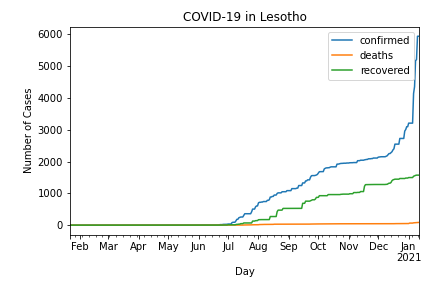 COVID-19 in Lesotho
confirmed
deaths
recovered
Number of Cases
6000
5000
4000
3000
2000
1000
0
Feb Mar Apr May Jun Jul Aug Sep Oct Nov Dec Jan
2021
Day